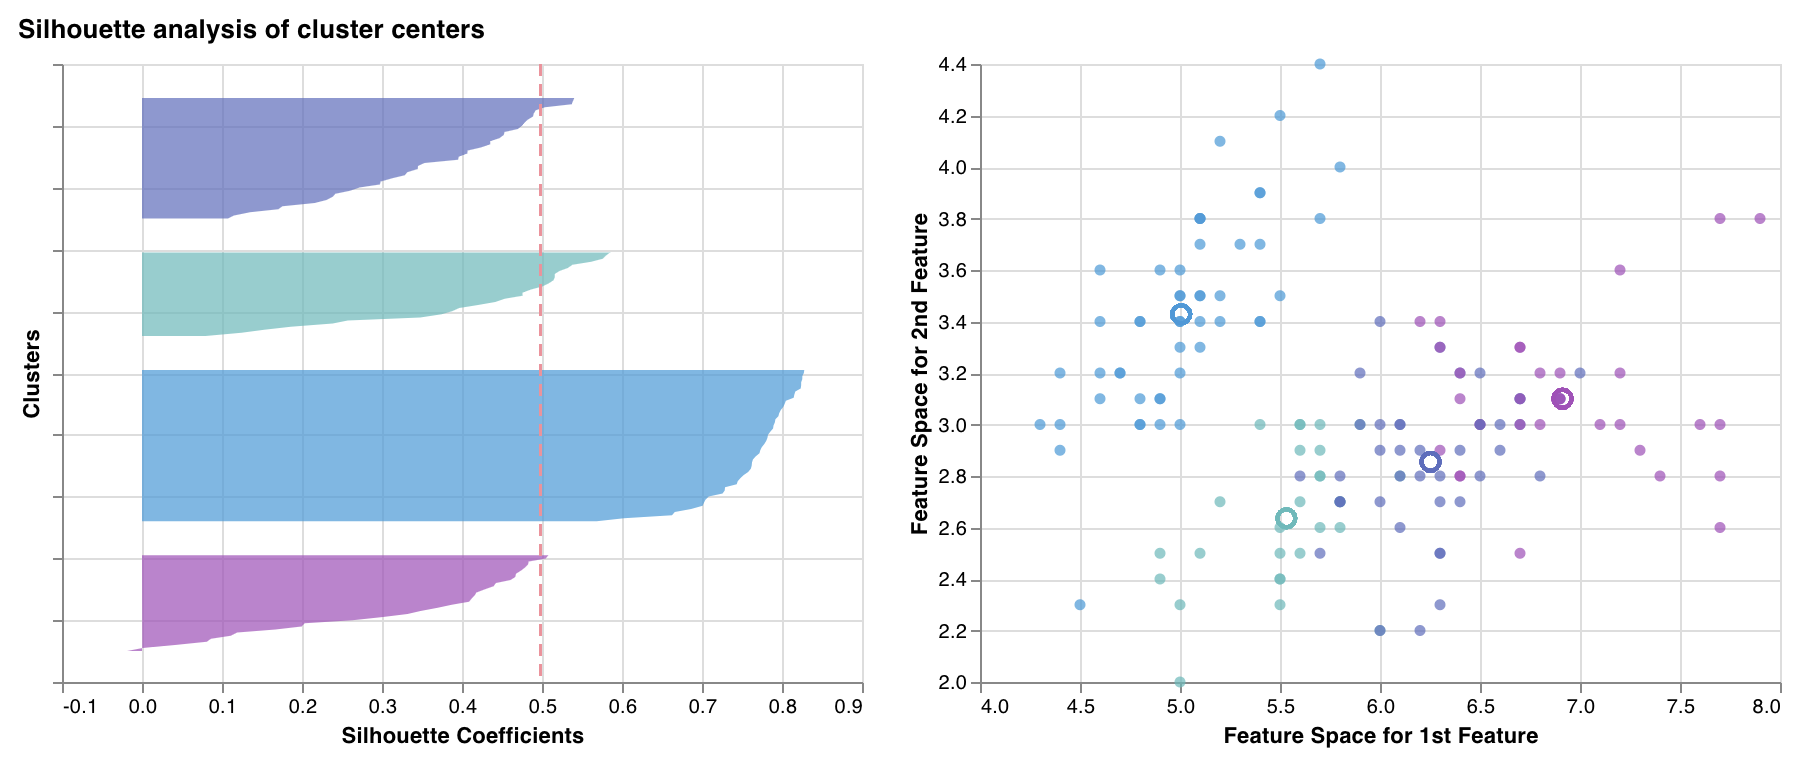 Silhouette analysis of cluster centers
Clusters
-0.1 0.0 0.1 0.2 0.3 0.4 0.5 0.6 0.7 0.8 0.9
Silhouette Coefficients
Feature Space for 2nd Feature
4.4
4.2
4.0
3.8
3.6
3.4
3.2
3.0
2.8
2.6
2.4
2.2
2.0
4.0 4.5 5.0 5.5 6.0 6.5 7.0 7.5 8.0
Feature Space for 1st Feature